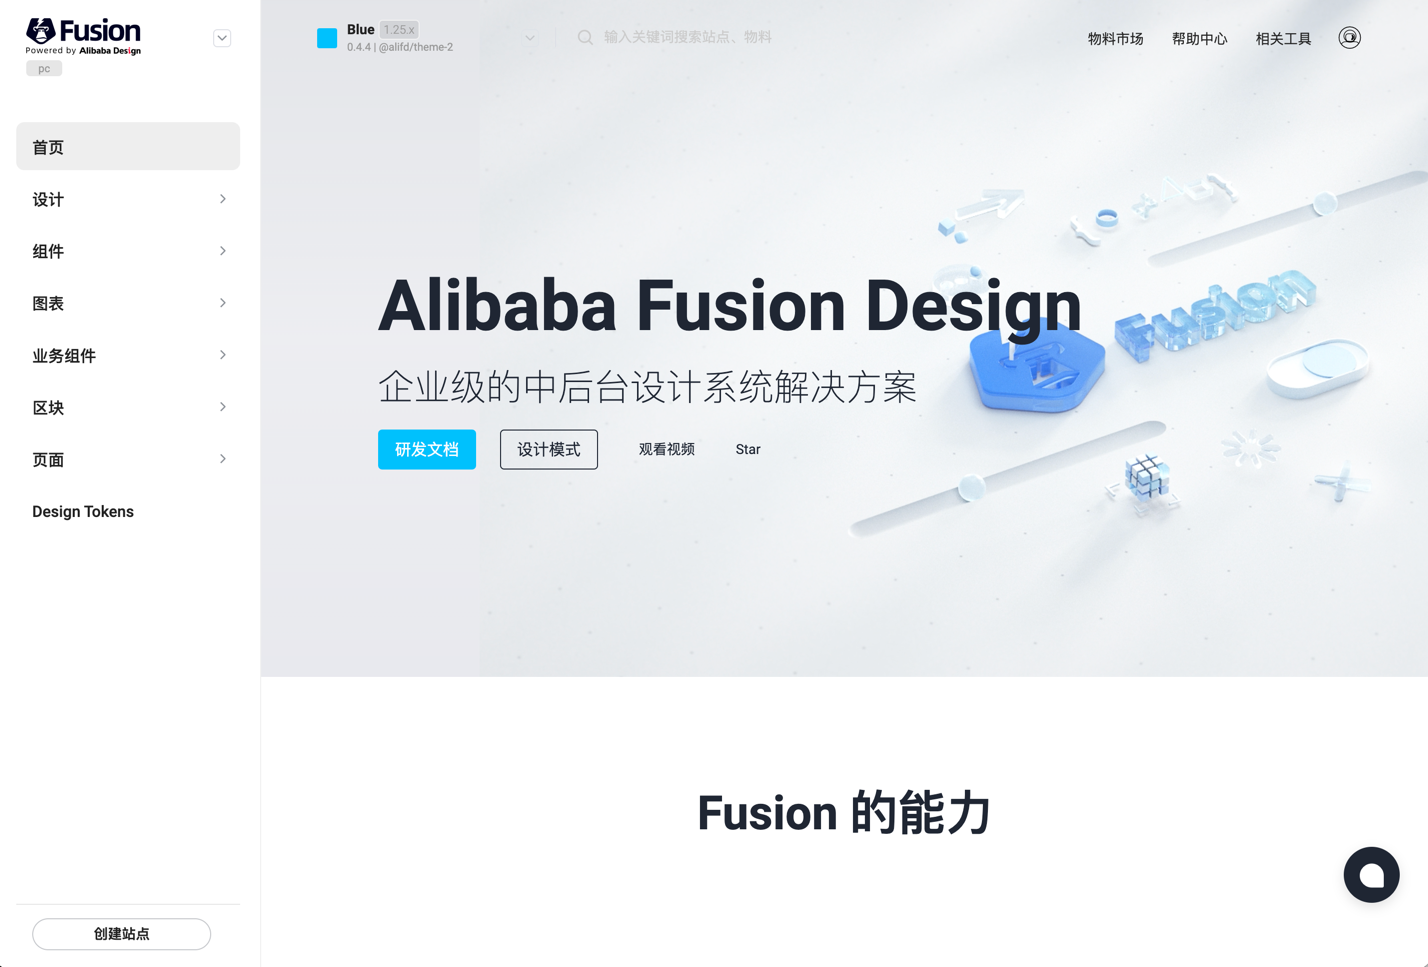 Fusion
Powered by Alibaba Design
pc
首页
设计
组件
图表
业务组件
区块
页面
Design Tokens
创建站点
Blue 1.25.x
0.4.4 | @alifd/theme-2
输入关键词搜索站点、物料
物料市场 帮助中心 相关工具
Alibaba Fusion Design
企业级的中后台设计系统解决方案
研发文档 设计模式 观看视频 Star
Fusion
Fusion 的能力